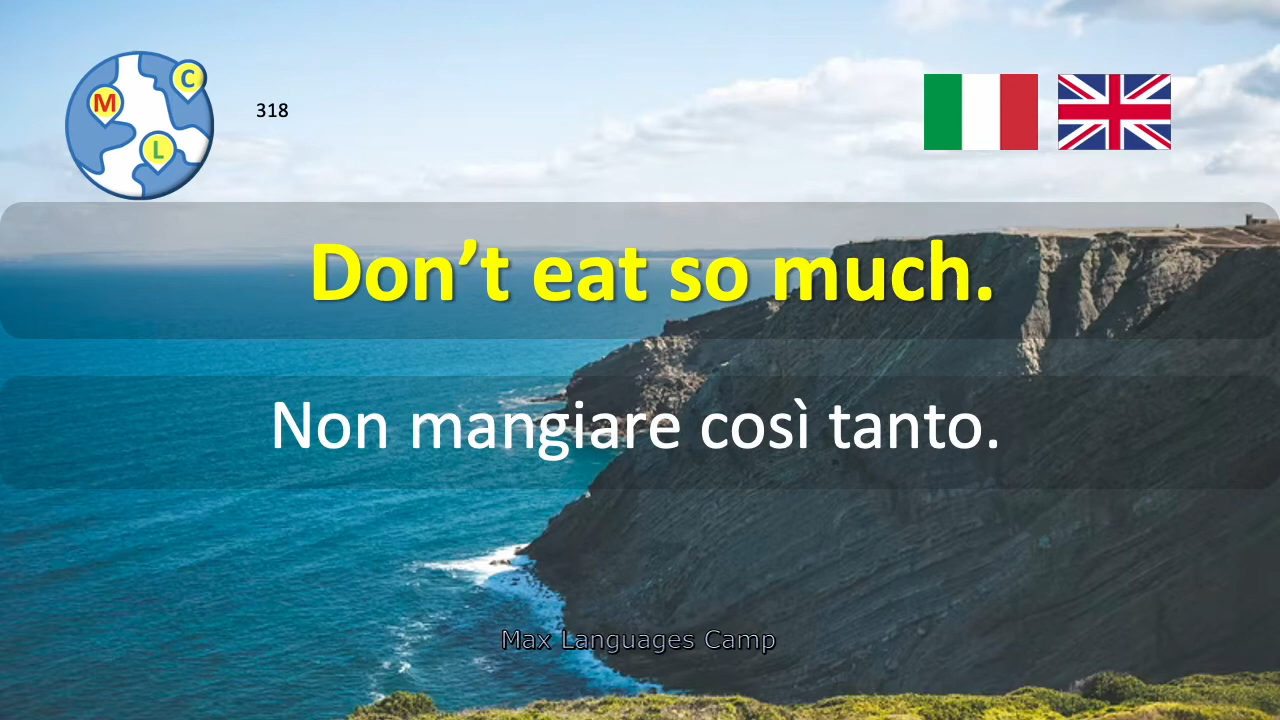 M
C
L
318
Don’t eat so much.
Non mangiare così tanto.
Max Languages Camp